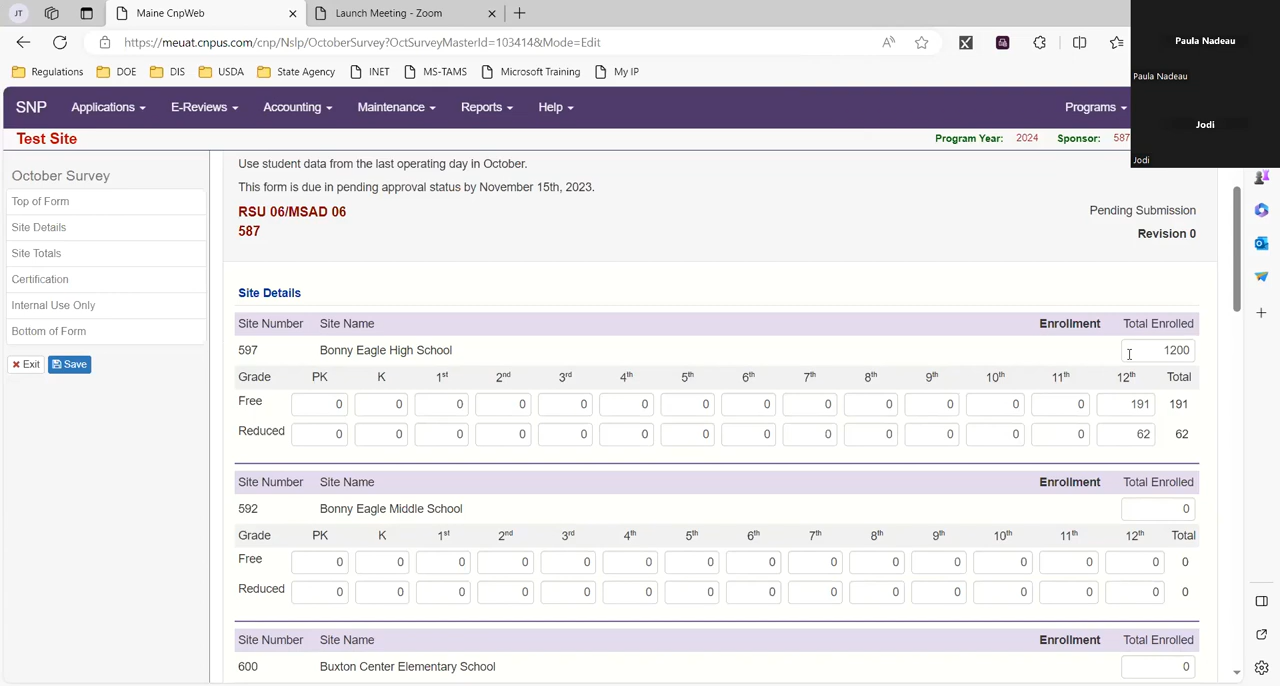 JT Maine CnpWeb Launch Meeting - Zoom
https://meuat.cnpus.com/cnp/Nslp/OctoberSurvey?OctSurveyMasterId=103414&Mode=Edit
Regulations DOE DIS USDA State Agency INET MS-TAMS Microsoft Training My IP
Paula Nadeau
Paula Nadeau
Jodi
Jodi
SNP Applications E-Reviews Accounting Maintenance Reports Help Programs
Test Site Program Year: 2024 Sponsor: 587
October Survey
Top of Form
Site Details
Site Totals
Certification
Internal Use Only
Bottom of Form
Exit Save
Use student data from the last operating day in October.
This form is due in pending approval status by November 15th, 2023.
RSU 06/MSAD 06 Pending Submission
587 Revision 0
Site Details
Site Number Site Name Enrollment Total Enrolled
597 Bonny Eagle High School 1200
Grade PK K 1st 2nd 3rd 4th 5th 6th 7th 8th 9th 10th 11th 12th Total
Free 0 0 0 0 0 0 0 0 0 0 0 0 0 191 191
Reduced 0 0 0 0 0 0 0 0 0 0 0 0 0 62 62
Site Number Site Name Enrollment Total Enrolled
592 Bonny Eagle Middle School 0
Grade PK K 1st 2nd 3rd 4th 5th 6th 7th 8th 9th 10th 11th 12th Total
Free 0 0 0 0 0 0 0 0 0 0 0 0 0 0 0
Reduced 0 0 0 0 0 0 0 0 0 0 0 0 0 0 0
Site Number Site Name Enrollment Total Enrolled
600 Buxton Center Elementary School 0